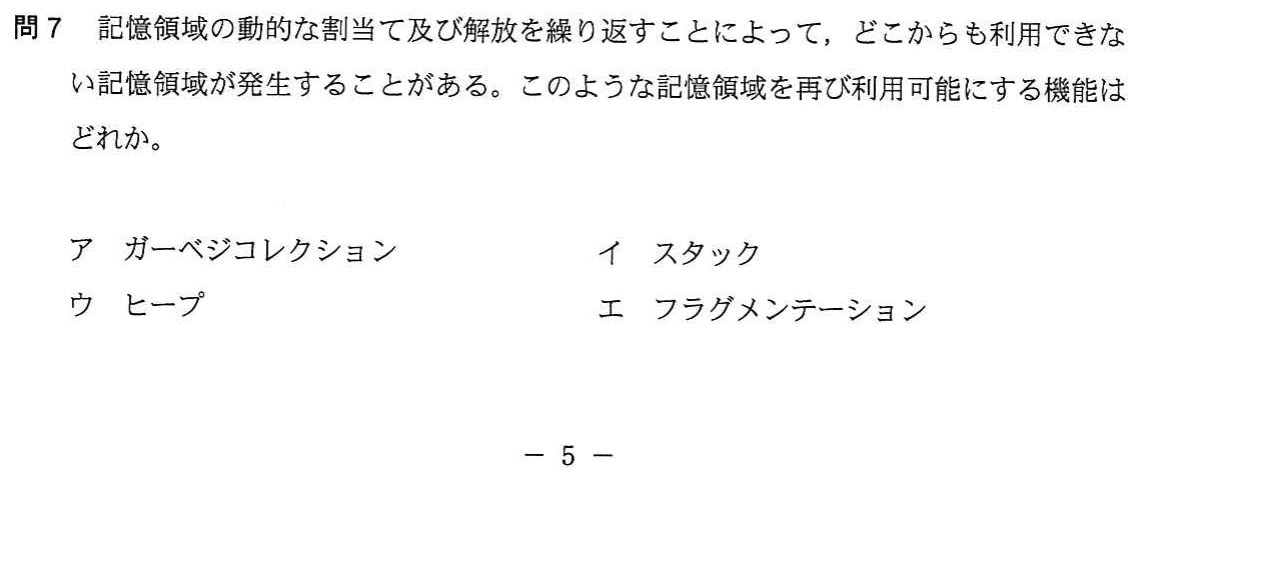 問7 記憶領域の動的な割当て及び解放を繰り返すことによって，どこからも利用できな
い記憶領域が発生することがある。このような記憶領域を再び利用可能にする機能は
どれか。
ア ガーベジコレクション イ スタック
ウ ヒープ エ フラグメンテーション
－ 5 －